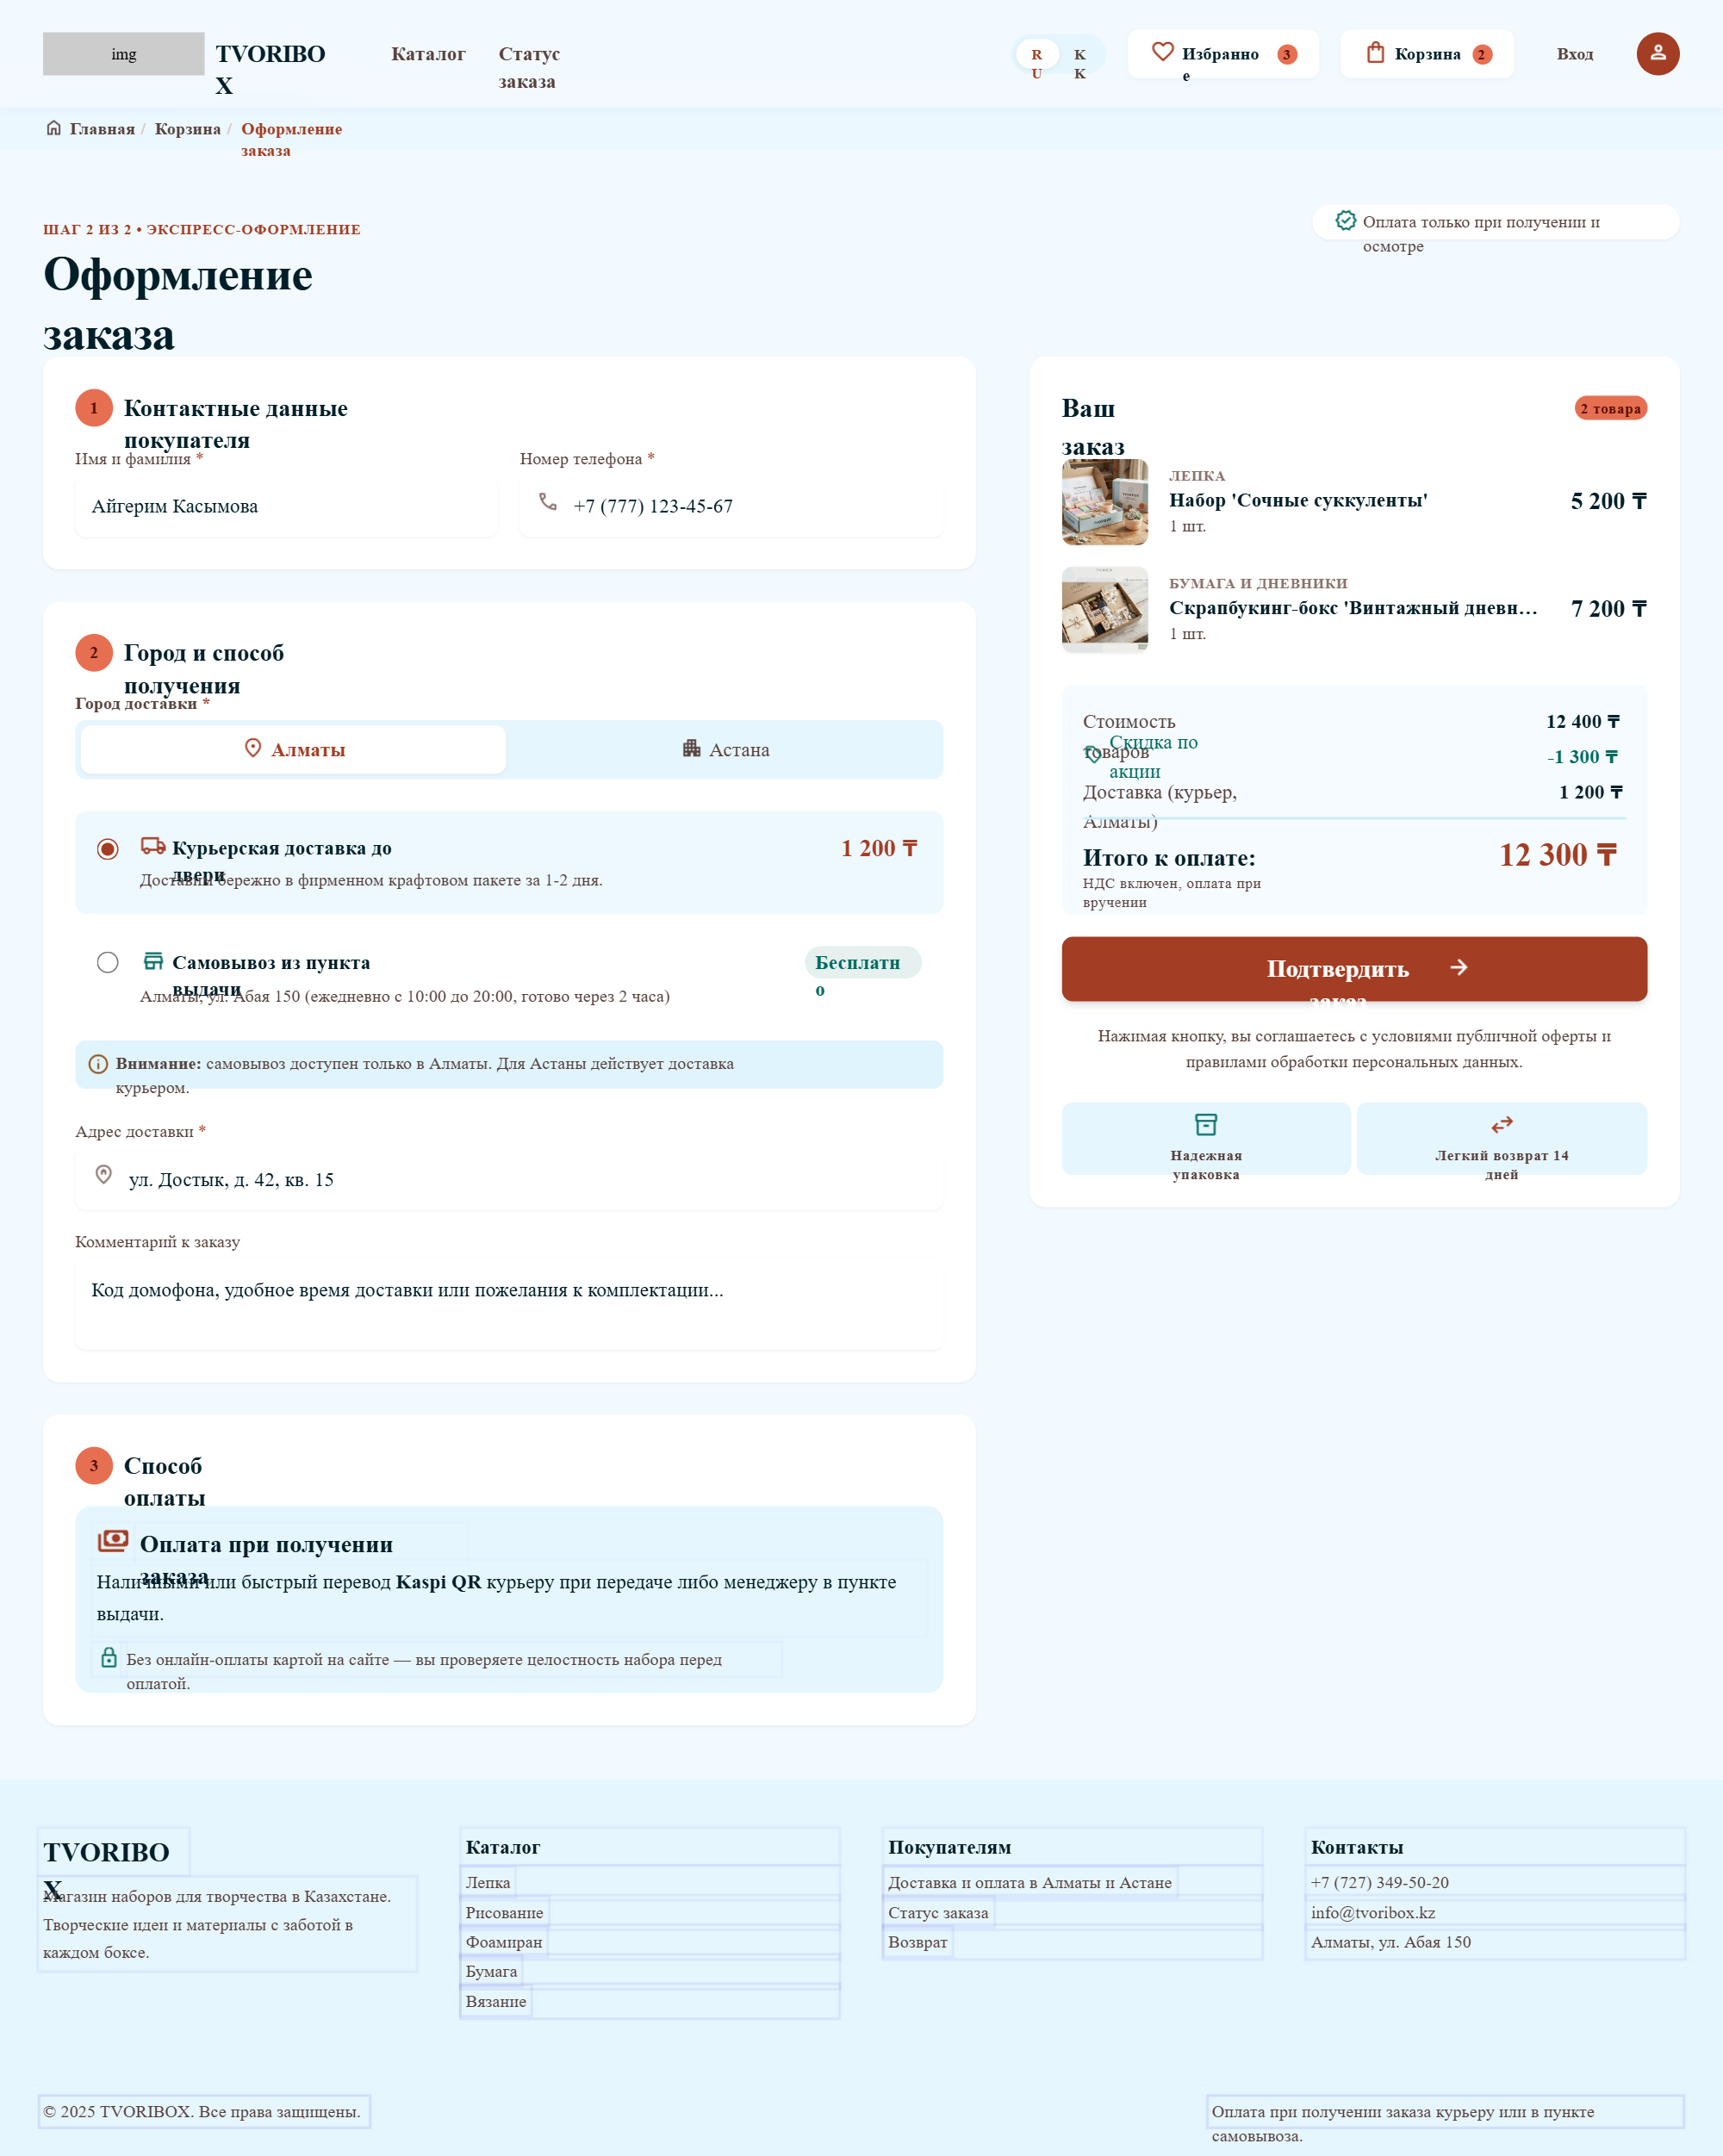 img
TVORIBO
X
Каталог
Статус
заказа
R
U
K
K
Избранно
е
3
Корзина
2
Вход
Главная / Корзина / Оформление
заказа
ШАГ 2 ИЗ 2 • ЭКСПРЕСС-ОФОРМЛЕНИЕ
Оформление
заказа
Оплата только при получении и
осмотре
1
Контактные данные
покупателя
Имя и фамилия *
Айгерим Касымова
Номер телефона *
+7 (777) 123-45-67
2
Город и способ
получения
Город доставки *
Алматы
Астана
Курьерская доставка до
двери
1 200 ₸
Доставим бережно в фирменном крафтовом пакете за 1-2 дня.
Самовывоз из пункта
выдачи
Бесплатн
о
Алматы, ул. Абая 150 (ежедневно с 10:00 до 20:00, готово через 2 часа)
Внимание: самовывоз доступен только в Алматы. Для Астаны действует доставка
курьером.
Адрес доставки *
ул. Достык, д. 42, кв. 15
Комментарий к заказу
Код домофона, удобное время доставки или пожелания к комплектации...
3
Способ
оплаты
Оплата при получении
заказа
Наличными или быстрый перевод Kaspi QR курьеру при передаче либо менеджеру в пункте
выдачи.
Без онлайн-оплаты картой на сайте — вы проверяете целостность набора перед
оплатой.
Ваш
заказ
2 товара
ЛЕПКА
Набор 'Сочные суккуленты'
1 шт.
5 200 ₸
БУМАГА И ДНЕВНИКИ
Скрапбукинг-бокс 'Винтажный дневн…
1 шт.
7 200 ₸
Стоимость
товаров
12 400 ₸
Скидка по
акции
-1 300 ₸
Доставка (курьер,
Алматы)
1 200 ₸
Итого к оплате:
12 300 ₸
НДС включен, оплата при
вручении
Подтвердить
заказ
Нажимая кнопку, вы соглашаетесь с условиями публичной оферты и
правилами обработки персональных данных.
Надежная
упаковка
Легкий возврат 14
дней
TVORIBO
X
Магазин наборов для творчества в Казахстане.
Творческие идеи и материалы с заботой в
каждом боксе.
Каталог
Лепка
Рисование
Фоамиран
Бумага
Вязание
Покупателям
Доставка и оплата в Алматы и Астане
Статус заказа
Возврат
Контакты
+7 (727) 349-50-20
info@tvoribox.kz
Алматы, ул. Абая 150
© 2025 TVORIBOX. Все права защищены.
Оплата при получении заказа курьеру или в пункте
самовывоза.